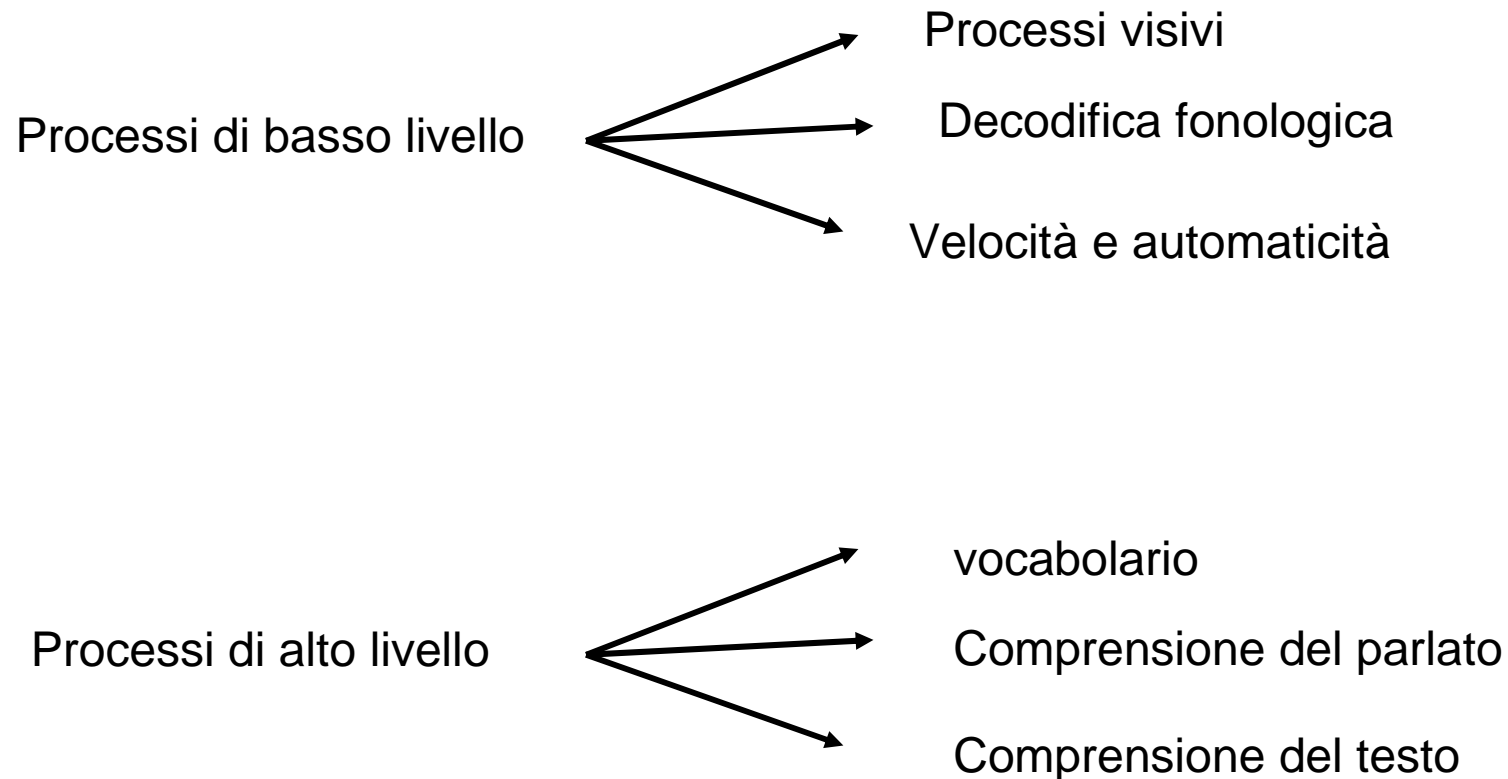 Processi di basso livello
Processi visivi
Decodifica fonologica
Velocità e automaticità
Processi di alto livello
vocabolario
Comprensione del parlato
Comprensione del testo